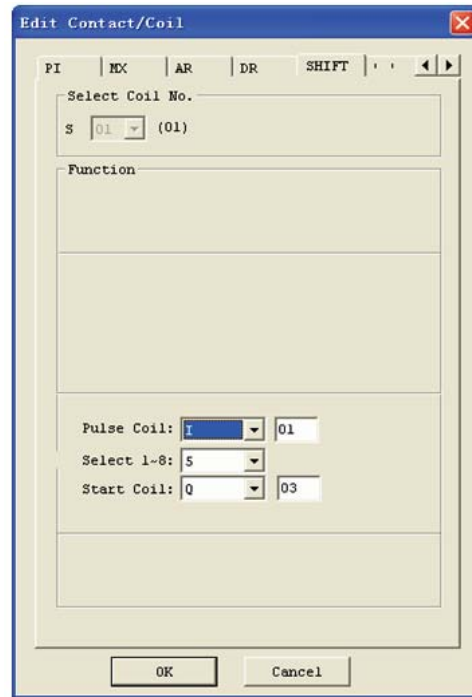 Edit Contact/Coil
PI MX AR DR SHIFT
Select Coil No.
S 01 (01)
Function
Pulse Coil: I 01
Select 1~8: 5
Start Coil: Q 03
OK Cancel